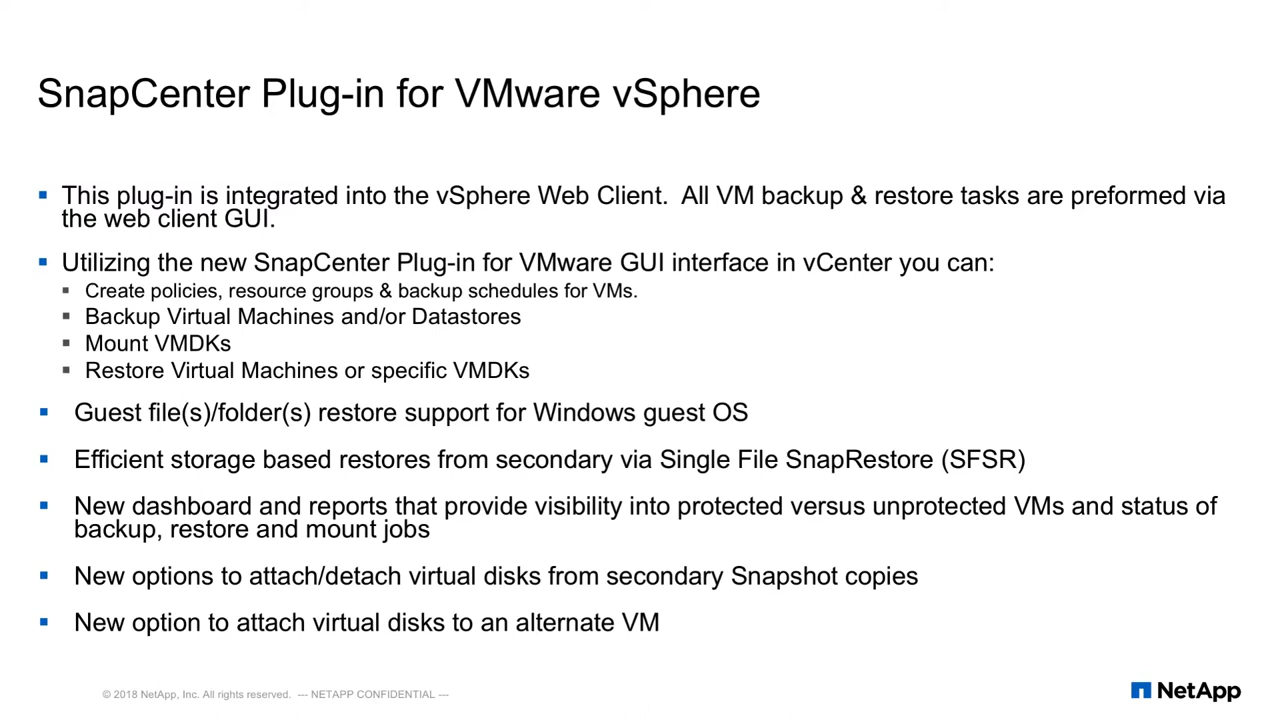 SnapCenter Plug-in for VMware vSphere
This plug-in is integrated into the vSphere Web Client.  All VM backup & restore tasks are preformed via
the web client GUI.
Utilizing the new SnapCenter Plug-in for VMware GUI interface in vCenter you can:
Create policies, resource groups & backup schedules for VMs.
Backup Virtual Machines and/or Datastores
Mount VMDKs
Restore Virtual Machines or specific VMDKs
Guest file(s)/folder(s) restore support for Windows guest OS
Efficient storage based restores from secondary via Single File SnapRestore (SFSR)
New dashboard and reports that provide visibility into protected versus unprotected VMs and status of
backup, restore and mount jobs
New options to attach/detach virtual disks from secondary Snapshot copies
New option to attach virtual disks to an alternate VM
© 2018 NetApp, Inc. All rights reserved.  --- NETAPP CONFIDENTIAL ---
NetApp